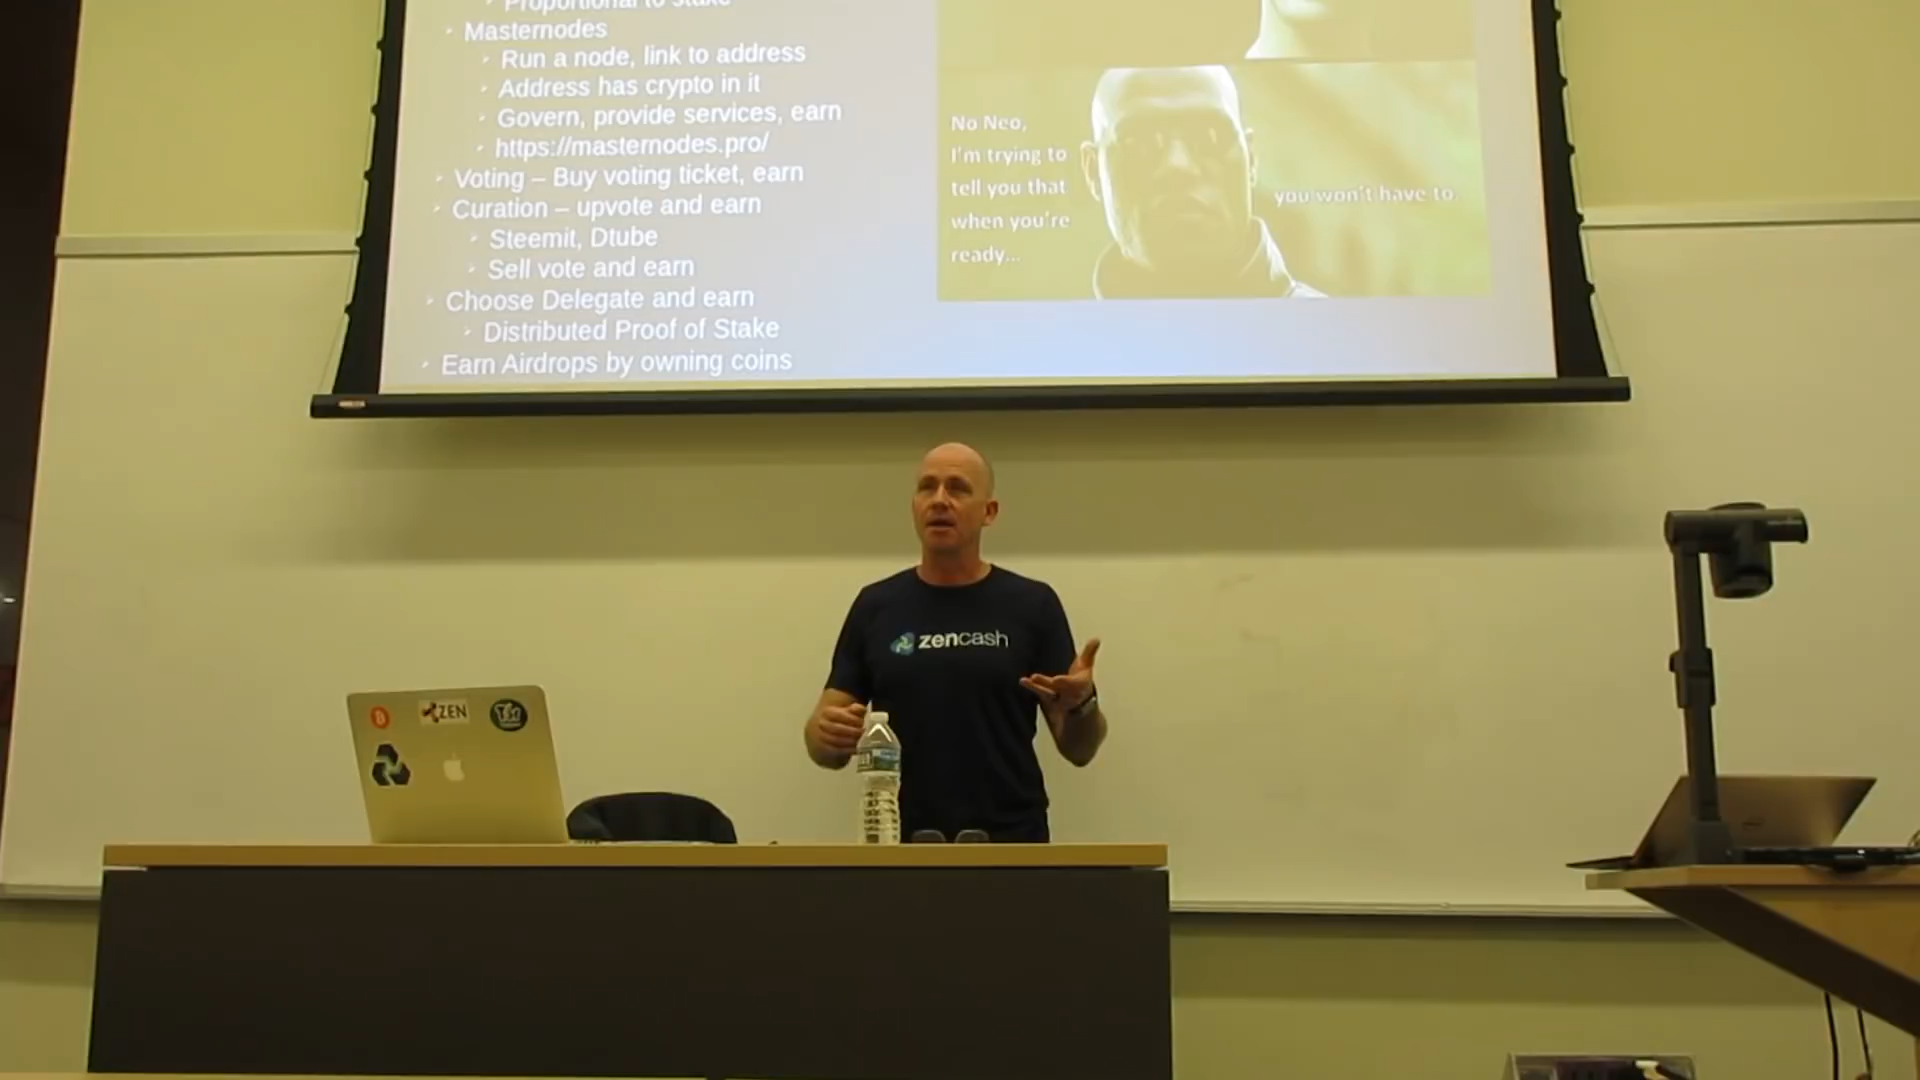 Proportional to stake
Masternodes
Run a node, link to address
Address has crypto in it
Govern, provide services, earn
https://masternodes.pro/
Voting – Buy voting ticket, earn
Curation – upvote and earn
Steemit, Dtube
Sell vote and earn
Choose Delegate and earn
Distributed Proof of Stake
Earn Airdrops by owning coins
No Neo,
I'm trying to
tell you that
when you're
ready...
you won't have to.
zencash
ZEN